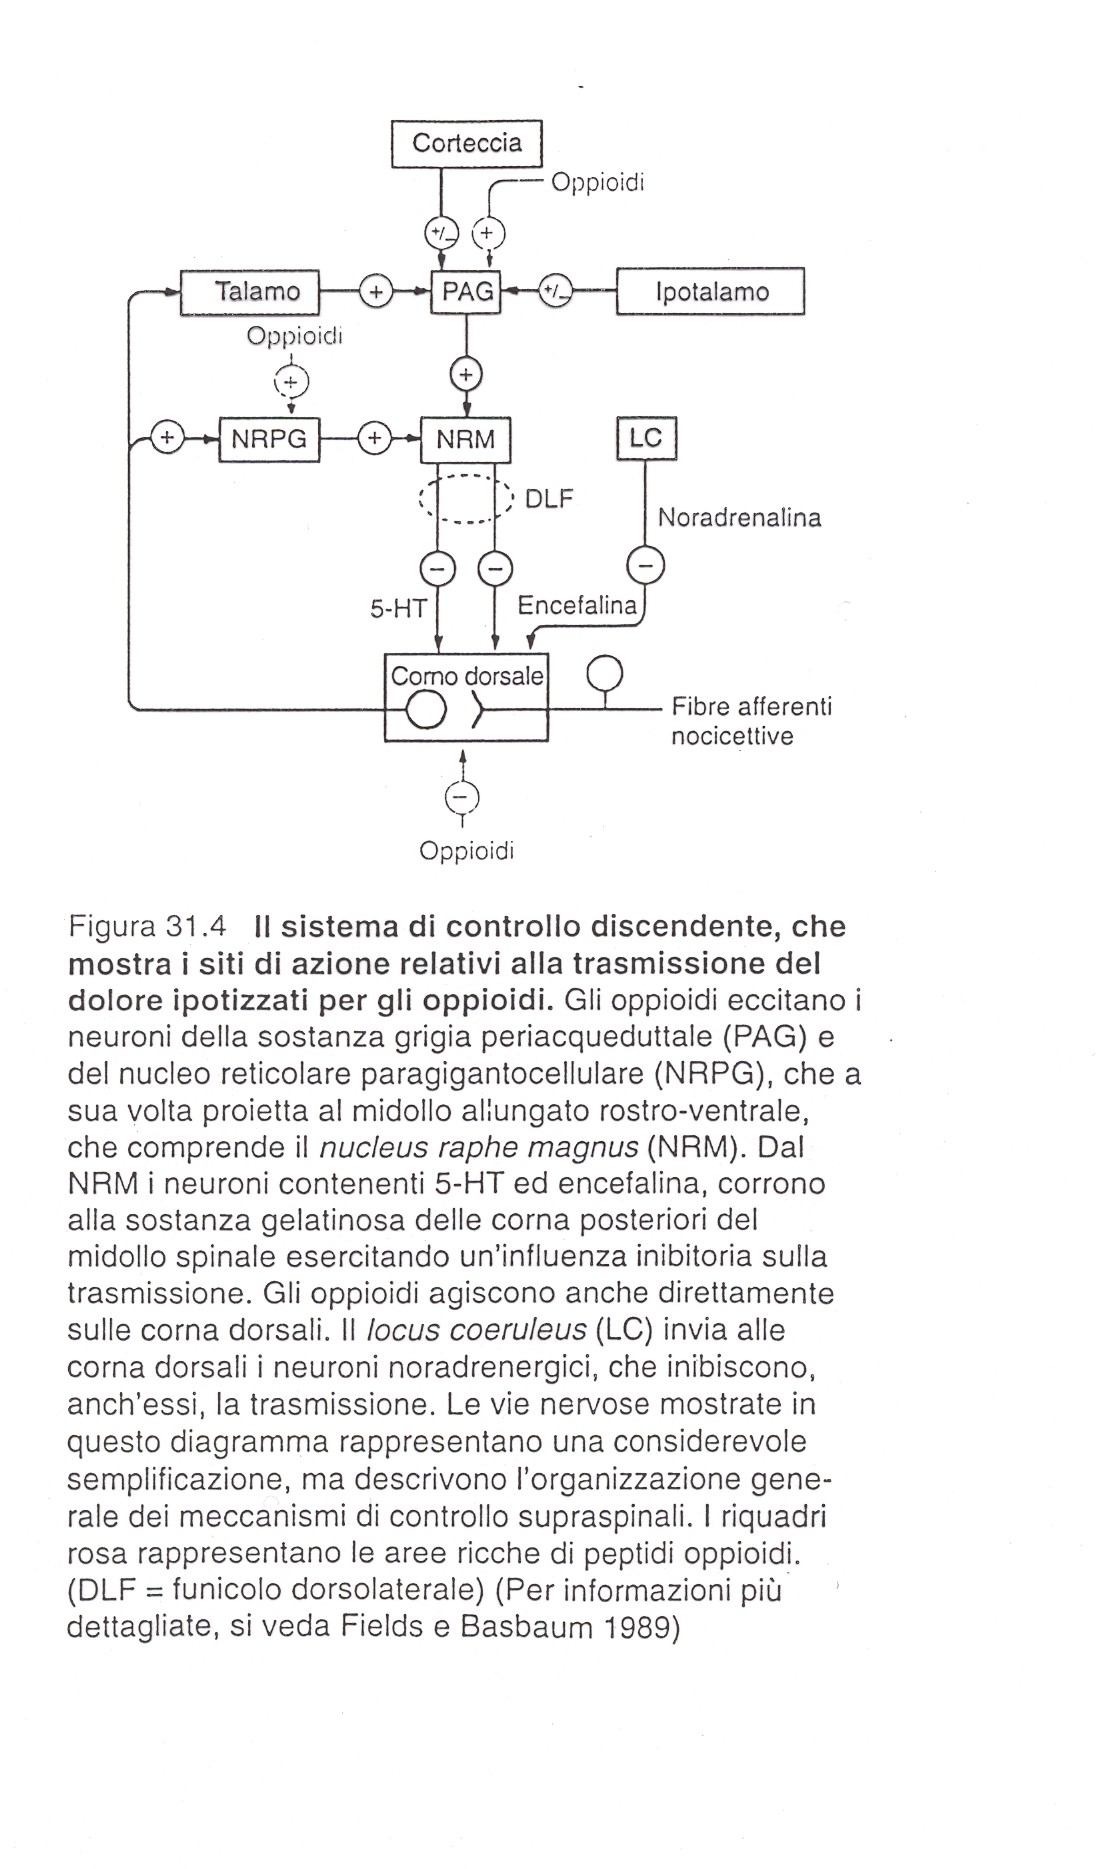 Corteccia
Oppioidi
+/−
+
Talamo
+
PAG
+/−
Ipotalamo
Oppioidi
+
+
+
NRPG
+
NRM
LC
DLF
Noradrenalina
−
−
−
5-HT
Encefalina
Corno dorsale
Fibre afferenti
nocicettive
−
Oppioidi
Figura 31.4 Il sistema di controllo discendente, che
mostra i siti di azione relativi alla trasmissione del
dolore ipotizzati per gli oppioidi. Gli oppioidi eccitano i
neuroni della sostanza grigia periacqueduttale (PAG) e
del nucleo reticolare paragigantocellulare (NRPG), che a
sua volta proietta al midollo allungato rostro-ventrale,
che comprende il nucleus raphe magnus (NRM). Dal
NRM i neuroni contenenti 5-HT ed encefalina, corrono
alla sostanza gelatinosa delle corna posteriori del
midollo spinale esercitando un'influenza inibitoria sulla
trasmissione. Gli oppioidi agiscono anche direttamente
sulle corna dorsali. Il locus coeruleus (LC) invia alle
corna dorsali i neuroni noradrenergici, che inibiscono,
anch'essi, la trasmissione. Le vie nervose mostrate in
questo diagramma rappresentano una considerevole
semplificazione, ma descrivono l'organizzazione gene-
rale dei meccanismi di controllo supraspinali. I riquadri
rosa rappresentano le aree ricche di peptidi oppioidi.
(DLF = funicolo dorsolaterale) (Per informazioni più
dettagliate, si veda Fields e Basbaum 1989)